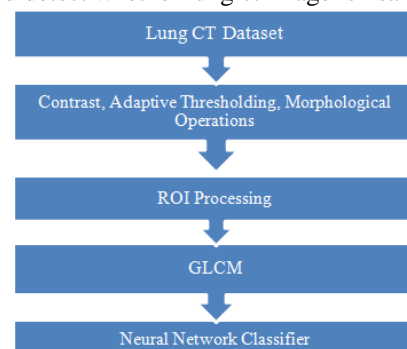 Lung CT Dataset
Contrast, Adaptive Thresholding, Morphological
Operations
ROI Processing
GLCM
Neural Network Classifier